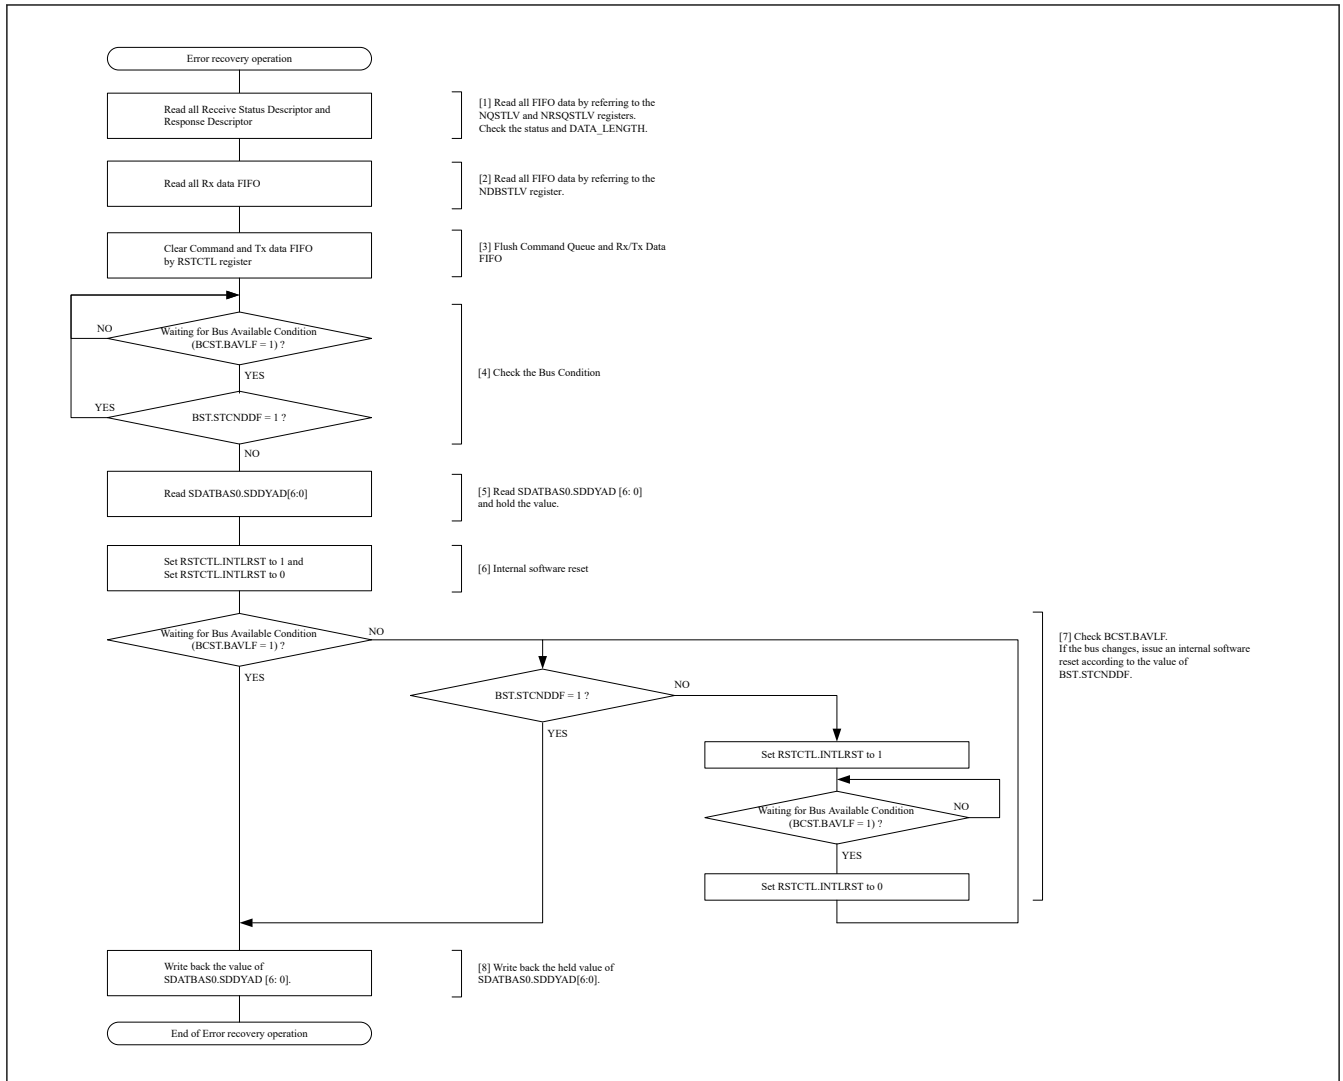 Error recovery operation
Read all Receive Status Descriptor and
Response Descriptor
[1] Read all FIFO data by referring to the
NQSTLV and NRSQSTLV registers.
Check the status and DATA_LENGTH.
Read all Rx data FIFO
[2] Read all FIFO data by referring to the
NDBSTLV register.
Clear Command and Tx data FIFO
by RSTCTL register
[3] Flush Command Queue and Rx/Tx Data
FIFO
NO
Waiting for Bus Available Condition
(BCST.BAVLF = 1) ?
YES
[4] Check the Bus Condition
YES
BST.STCNDDF = 1 ?
NO
Read SDATBAS0.SDDYAD[6:0]
[5] Read SDATBAS0.SDDYAD [6: 0]
and hold the value.
Set RSTCTL.INTLRST to 1 and
Set RSTCTL.INTLRST to 0
[6] Internal software reset
Waiting for Bus Available Condition
(BCST.BAVLF = 1) ?
NO
YES
[7] Check BCST.BAVLF.
If the bus changes, issue an internal software
reset according to the value of
BST.STCNDDF.
BST.STCNDDF = 1 ?
NO
YES
Set RSTCTL.INTLRST to 1
Waiting for Bus Available Condition
(BCST.BAVLF = 1) ?
NO
YES
Set RSTCTL.INTLRST to 0
Write back the value of
SDATBAS0.SDDYAD [6: 0].
[8] Write back the held value of
SDATBAS0.SDDYAD[6:0].
End of Error recovery operation